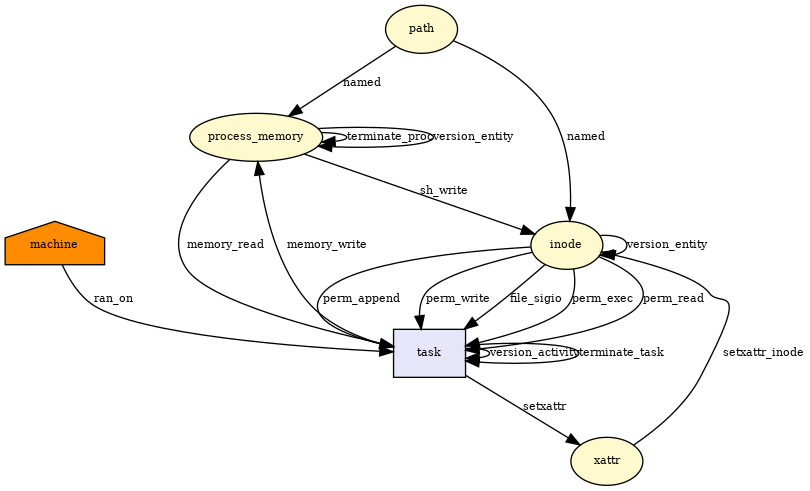 path
named
process_memory
terminate_proc
version_entity
named
sh_write
machine
memory_read
memory_write
inode
version_entity
ran_on
perm_append
perm_write
file_sigio
perm_exec
perm_read
task
version_activity
terminate_task
setxattr_inode
setxattr
xattr